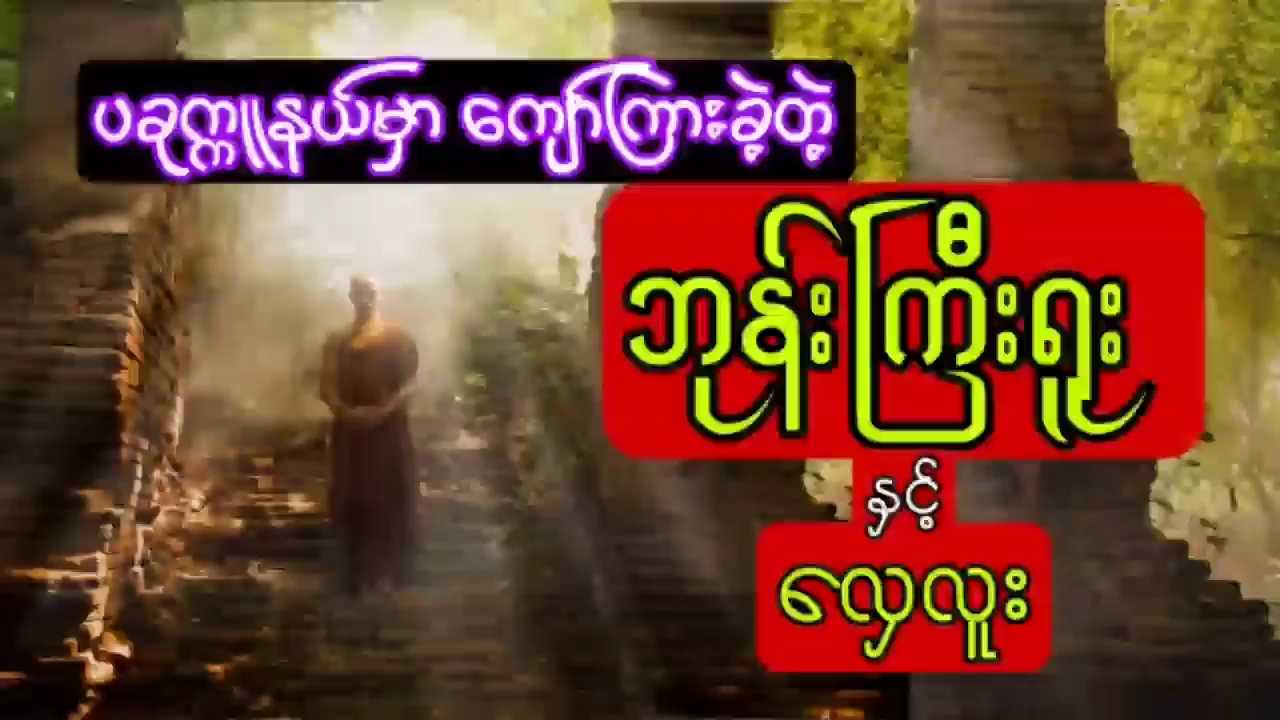 ပခုက္ကူနယ်မှာ ကျော်ကြားခဲ့တဲ့
ဘုန်းကြီးရူး
နှင့်
လှေလူး